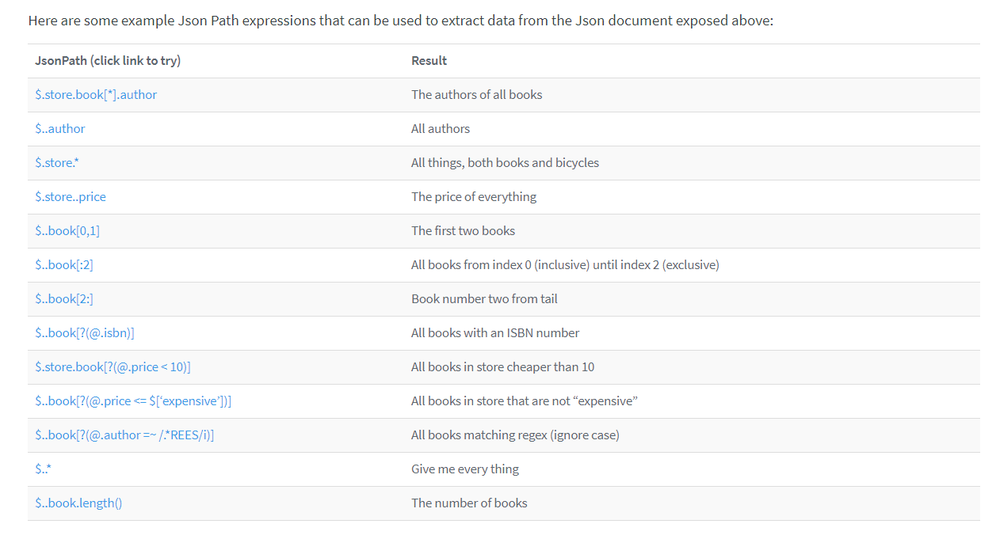 Here are some example Json Path expressions that can be used to extract data from the Json document exposed above:
JsonPath (click link to try) Result
$.store.book[*].author The authors of all books
$..author All authors
$.store.* All things, both books and bicycles
$.store..price The price of everything
$..book[0,1] The first two books
$..book[:2] All books from index 0 (inclusive) until index 2 (exclusive)
$..book[2:] Book number two from tail
$..book[?(@.isbn)] All books with an ISBN number
$.store.book[?(@.price < 10)] All books in store cheaper than 10
$..book[?(@.price <= $[‘expensive’])] All books in store that are not “expensive”
$..book[?(@.author =~ /.*REES/i)] All books matching regex (ignore case)
$..* Give me every thing
$..book.length() The number of books